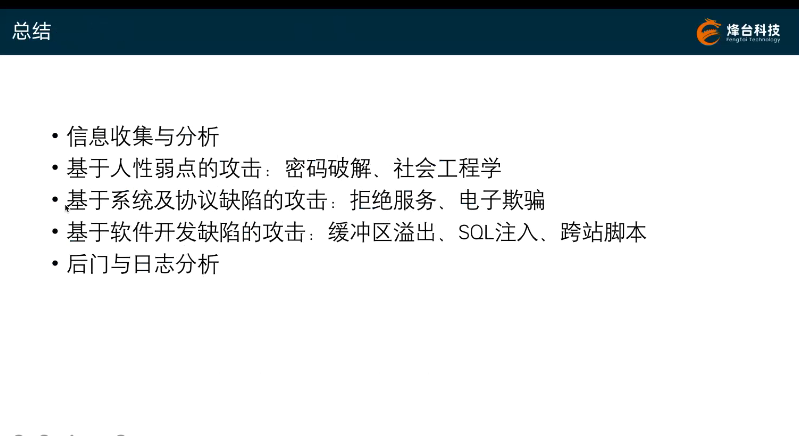 总结
烽台科技
FengTai Technology
• 信息收集与分析
• 基于人性弱点的攻击：密码破解、社会工程学
• 基于系统及协议缺陷的攻击：拒绝服务、电子欺骗
• 基于软件开发缺陷的攻击：缓冲区溢出、SQL注入、跨站脚本
• 后门与日志分析